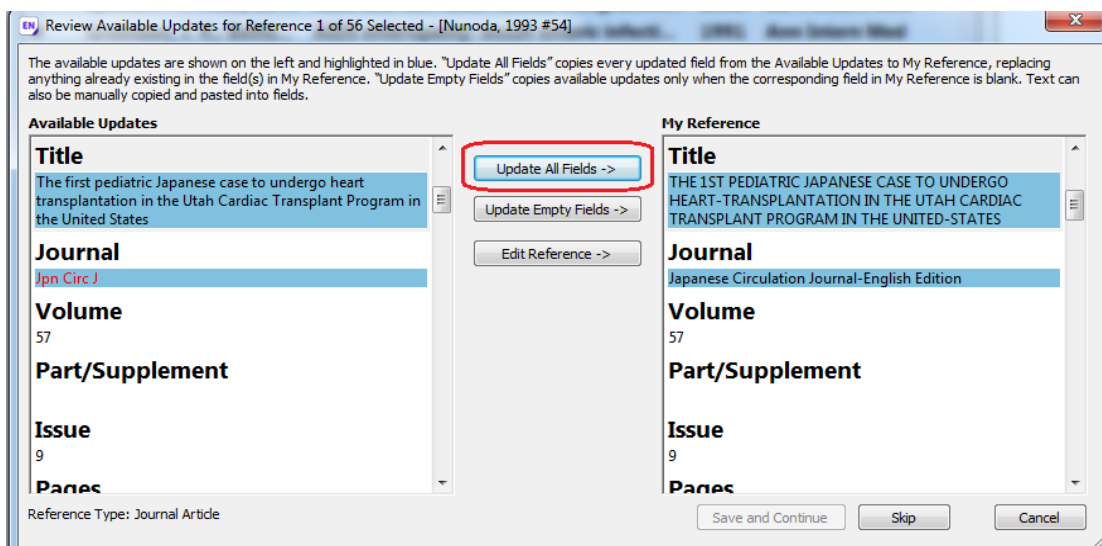 EN Review Available Updates for Reference 1 of 56 Selected - [Nunoda, 1993 #54]
The available updates are shown on the left and highlighted in blue. "Update All Fields" copies every updated field from the Available Updates to My Reference, replacing
anything already existing in the field(s) in My Reference. "Update Empty Fields" copies available updates only when the corresponding field in My Reference is blank. Text can
also be manually copied and pasted into fields.
Available Updates
Title
The first pediatric Japanese case to undergo heart
transplantation in the Utah Cardiac Transplant Program in
the United States
Journal
Jpn Circ J
Volume
57
Part/Supplement
Issue
9
Pages
Update All Fields ->
Update Empty Fields ->
Edit Reference ->
My Reference
Title
THE 1ST PEDIATRIC JAPANESE CASE TO UNDERGO
HEART-TRANSPLANTATION IN THE UTAH CARDIAC
TRANSPLANT PROGRAM IN THE UNITED-STATES
Journal
Japanese Circulation Journal-English Edition
Volume
57
Part/Supplement
Issue
9
Pages
Reference Type: Journal Article
Save and Continue
Skip
Cancel